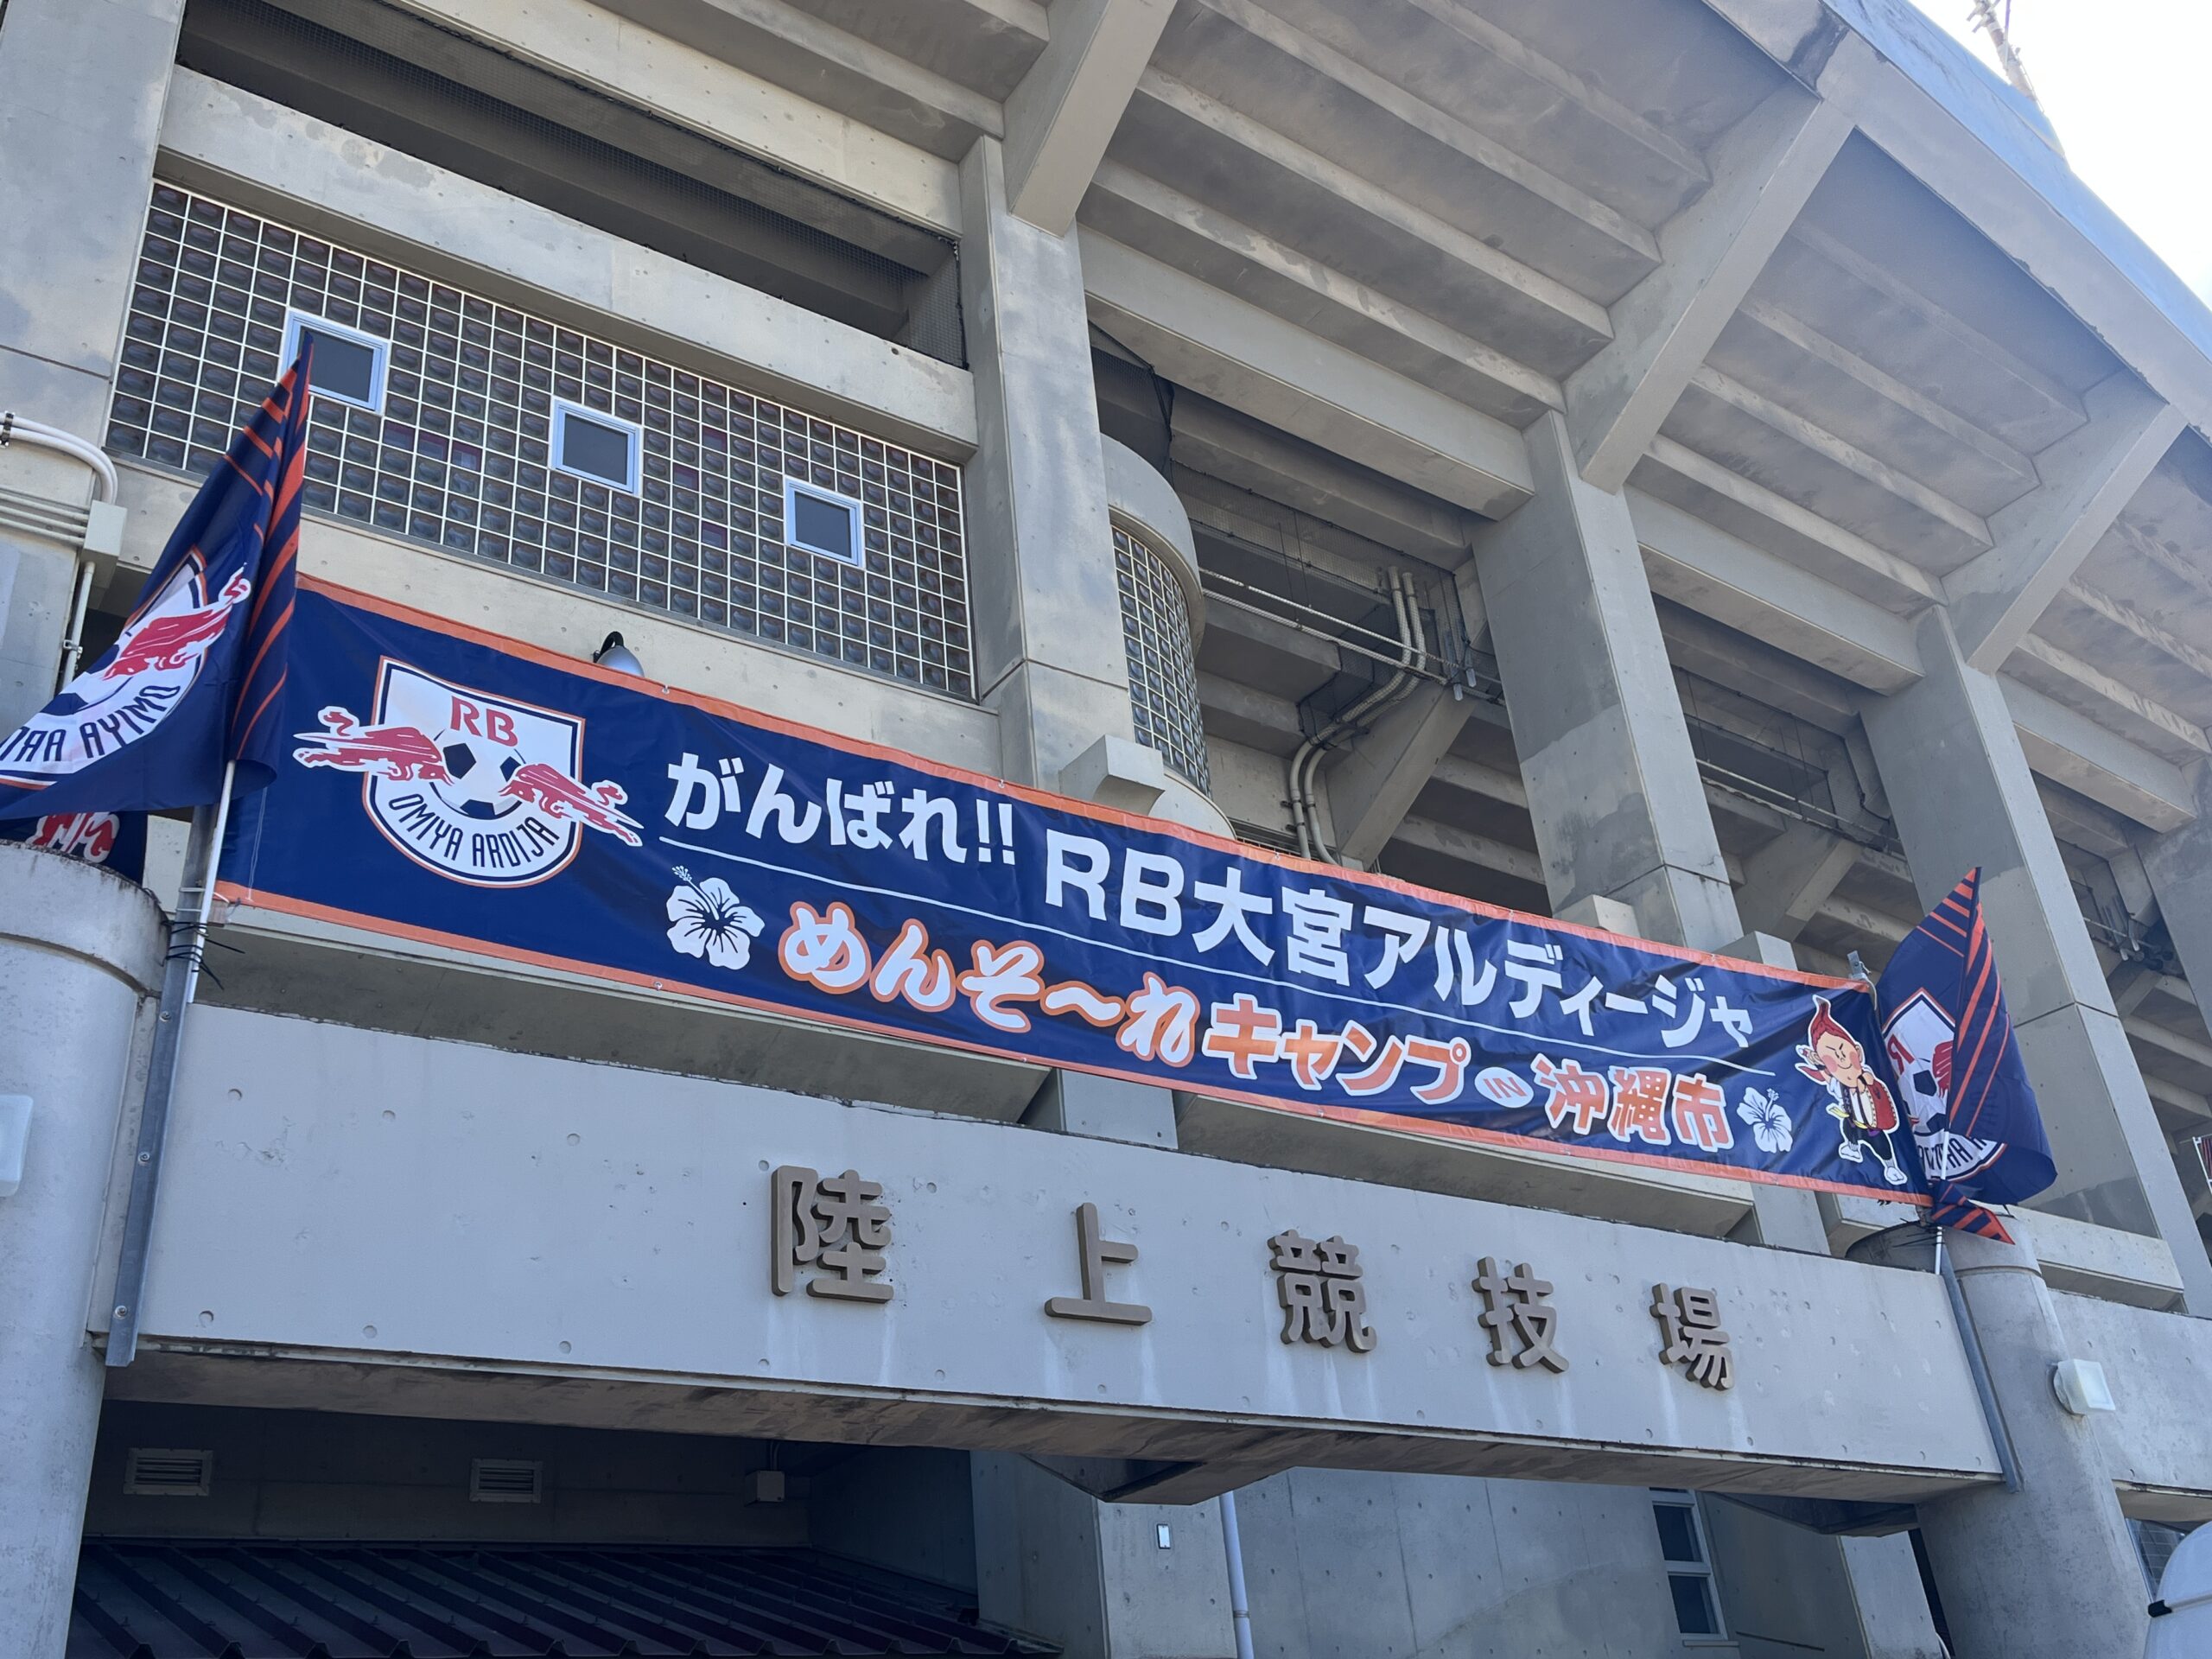 RB
OMIYA ARDIJA
がんばれ!! RB大宮アルディージャ
めんそ〜れキャンプ IN 沖縄市
陸上競技場